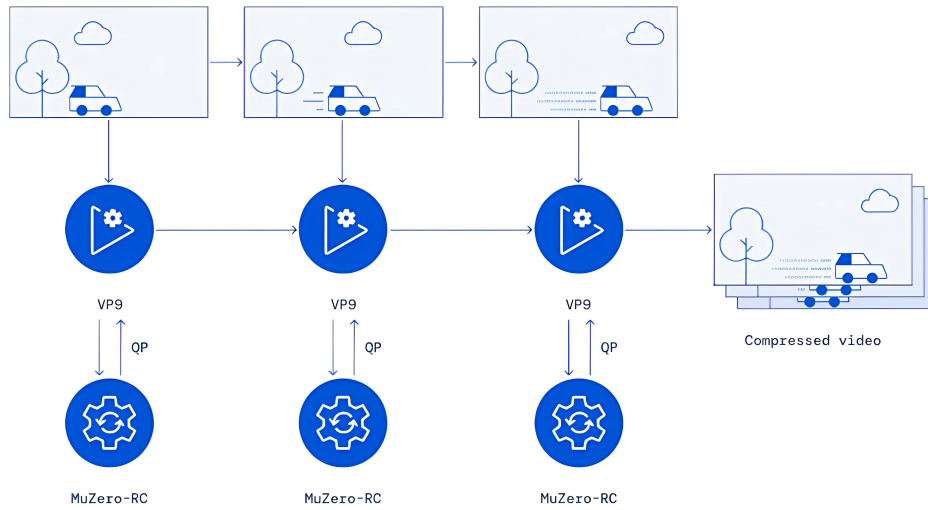 VP9
VP9
VP9
QP
QP
QP
Compressed video
MuZero-RC
MuZero-RC
MuZero-RC